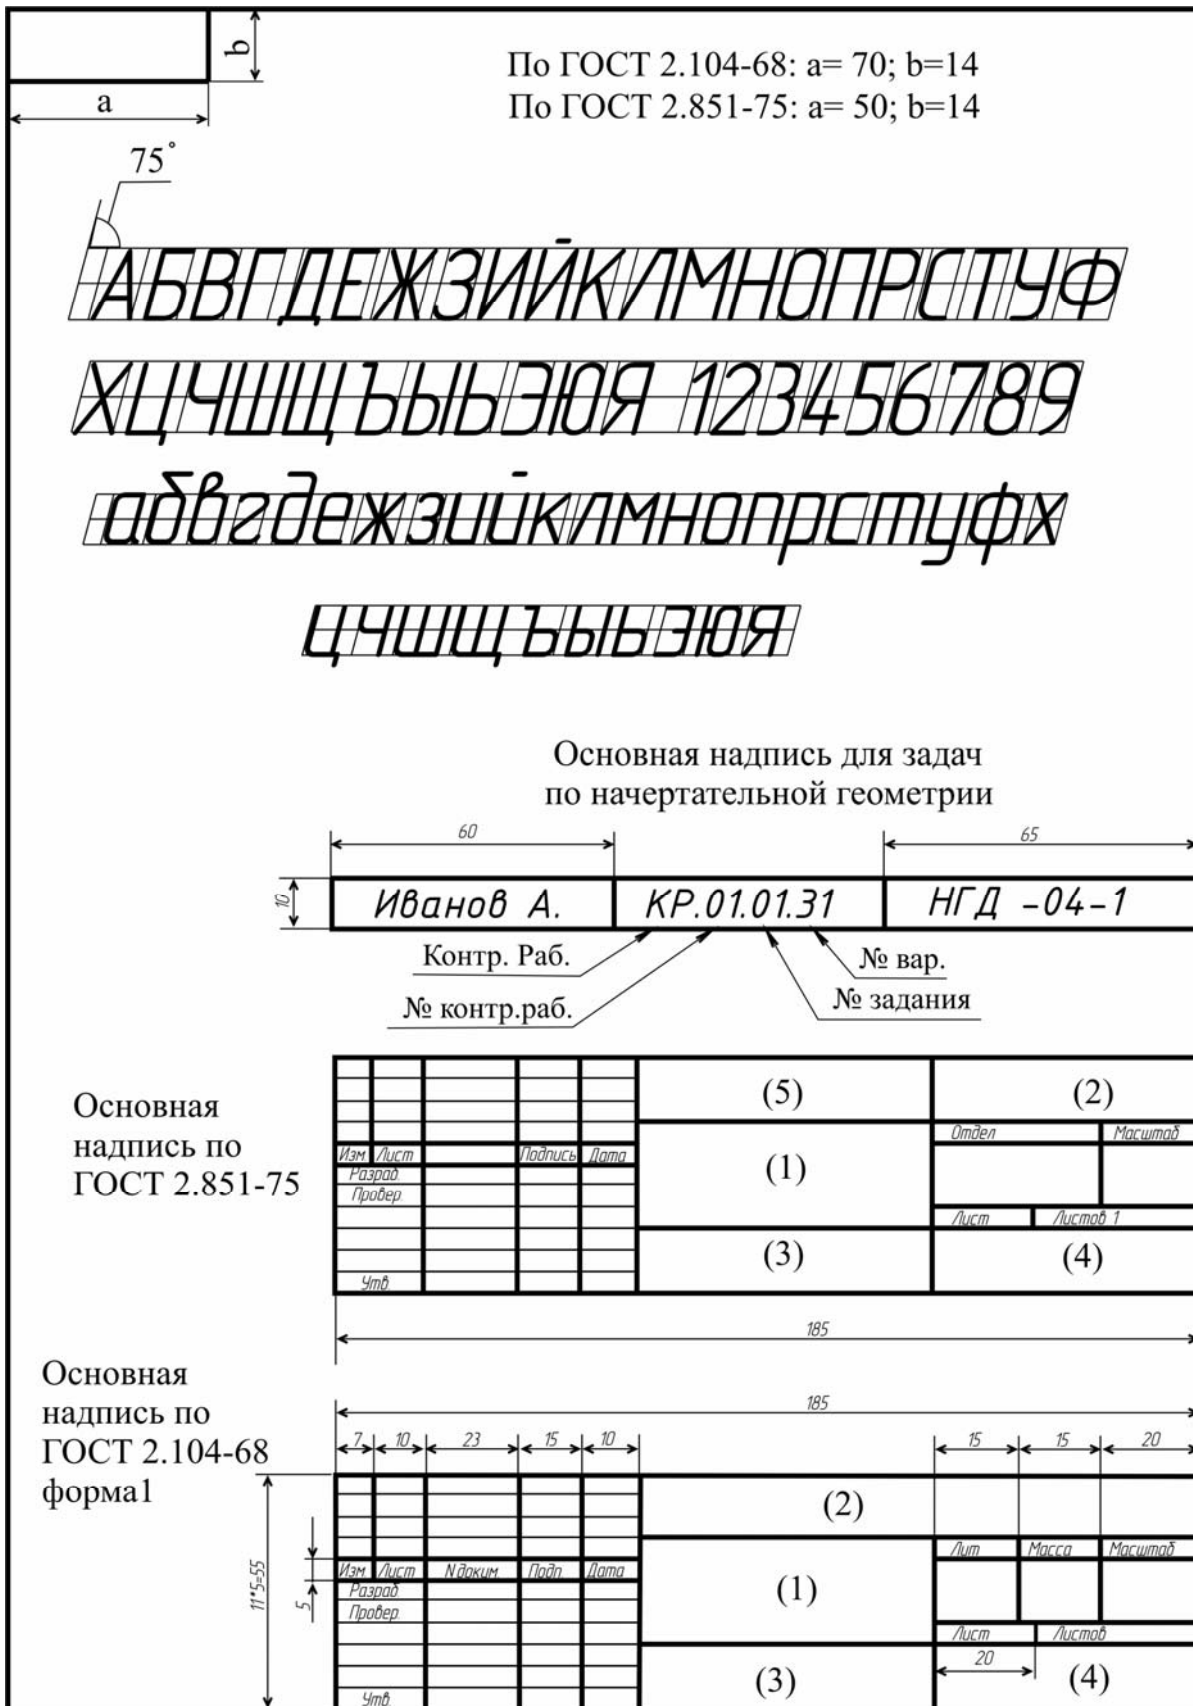 b
По ГОСТ 2.104-68: a= 70; b=14
a
По ГОСТ 2.851-75: a= 50; b=14
75°
АБВГДЕЖЗИЙКЛМНОПРСТУФ
ХЦЧШЩЪЫЬЭЮЯ 123456789
абвгдежзийклмнопрстуфх
цчшщъыьэюя
Основная надпись для задач
по начертательной геометрии
60
65
10
Иванов А.
КР.01.01.31
НГД -04-1
Контр. Раб.
№ вар.
№ контр.раб.
№ задания
Основная
надпись по
ГОСТ 2.851-75
(5)
(2)
Отдел
Масштаб
Изм
Лист
Подпись
Дата
(1)
Разраб.
Провер.
Лист
Листов 1
(3)
(4)
Утв.
185
Основная
надпись по
ГОСТ 2.104-68
форма1
185
7
10
23
15
10
15
15
20
(2)
11*5=55
5
Лит
Масса
Масштаб
Изм
Лист
N доким
Подп
Дата
(1)
Разраб.
Провер.
Лист
Листов
20
(3)
(4)
Утв.